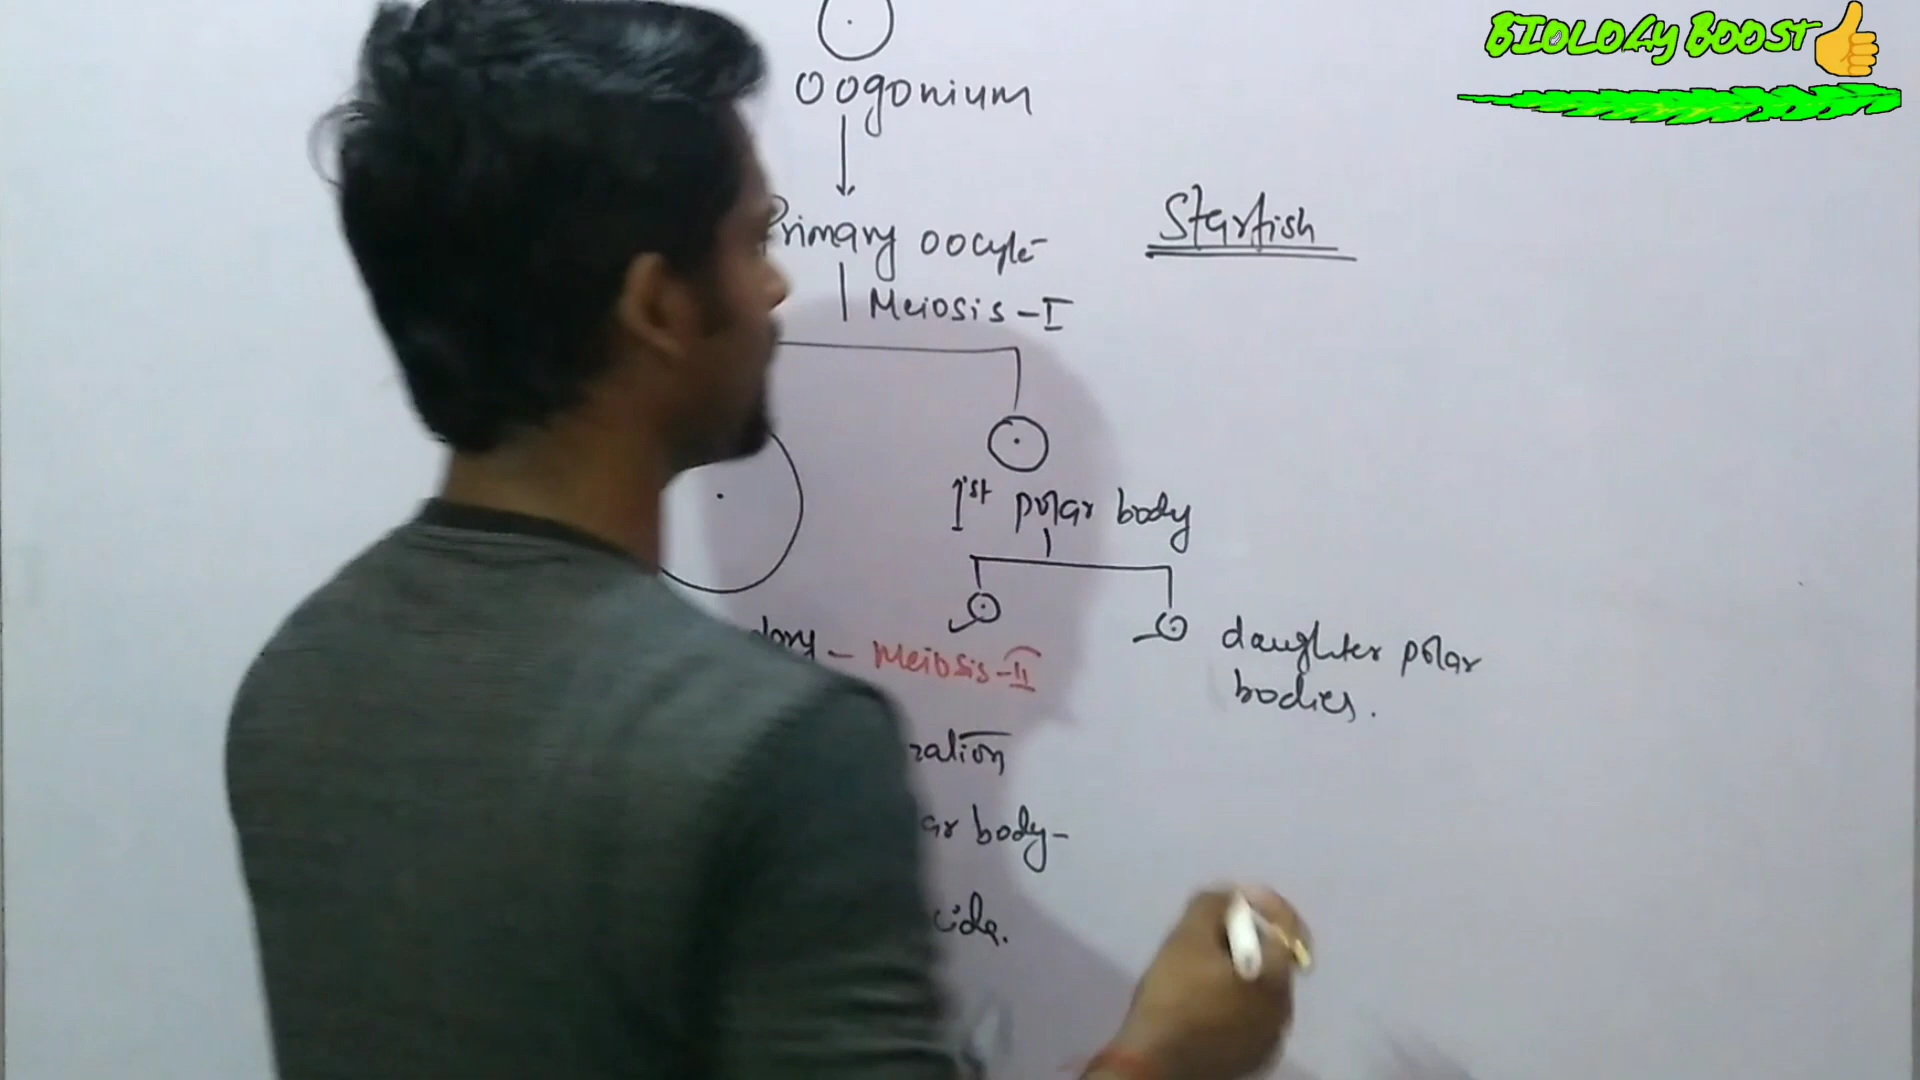 BIOLOGY BOOST
Oogonium
Primary oocyte
Starfish
Meiosis-I
1st polar body
daughter polar
bodies.
Meiosis-II
body-